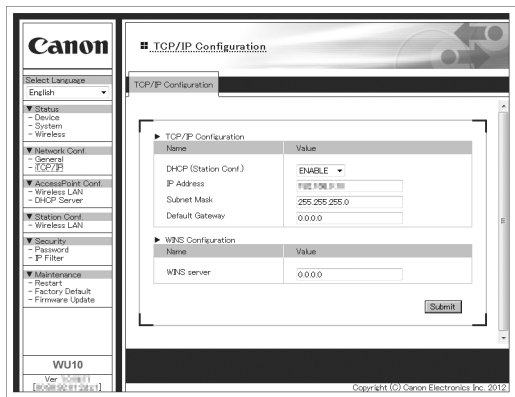 Canon
Select Language
English
▼ Status
- Device
- System
- Wireless
▼ Network Conf.
- General
- TCP/IP
▼ AccessPoint Conf.
- Wireless LAN
- DHCP Server
▼ Station Conf.
- Wireless LAN
▼ Security
- Password
- IP Filter
▼ Maintenance
- Restart
- Factory Default
- Firmware Update
WU10
Ver
TCP/IP Configuration
TCP/IP Configuration
► TCP/IP Configuration
Name Value
DHCP (Station Conf.) ENABLE
IP Address
Subnet Mask 255.255.255.0
Default Gateway 0.0.0.0
► WINS Configuration
Name Value
WINS server 0.0.0.0
Submit
Copyright (C) Canon Electronics Inc. 2012